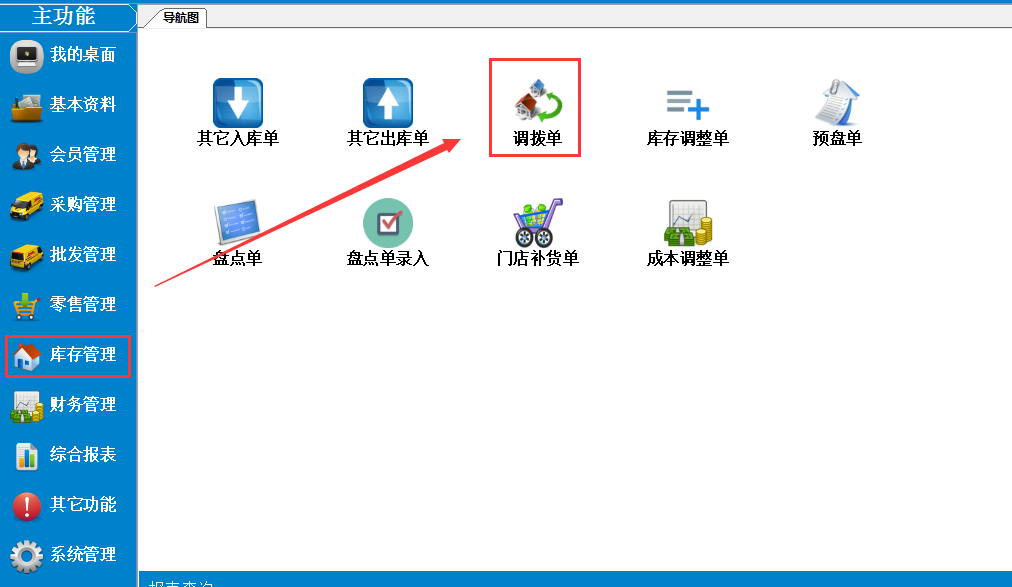 主功能
导航图
我的桌面
基本资料
会员管理
采购管理
批发管理
零售管理
库存管理
财务管理
综合报表
其它功能
系统管理
其它入库单
其它出库单
调拨单
库存调整单
预盘单
盘点单
盘点单录入
门店补货单
成本调整单
报表查询